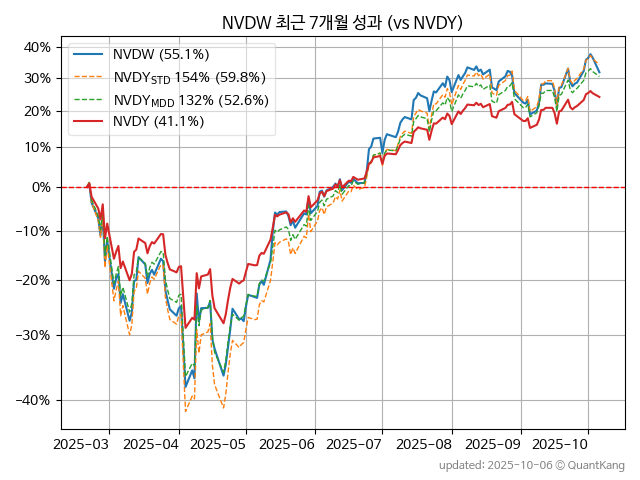 NVDW 최근 7개월 성과 (vs NVDY)
NVDW (55.1%)
NVDY_STD 154% (59.8%)
NVDY_MDD 132% (52.6%)
NVDY (41.1%)
40%
30%
20%
10%
0%
−10%
−20%
−30%
−40%
2025-03 2025-04 2025-05 2025-06 2025-07 2025-08 2025-09 2025-10
updated: 2025-10-06 ⓒ QuantKang